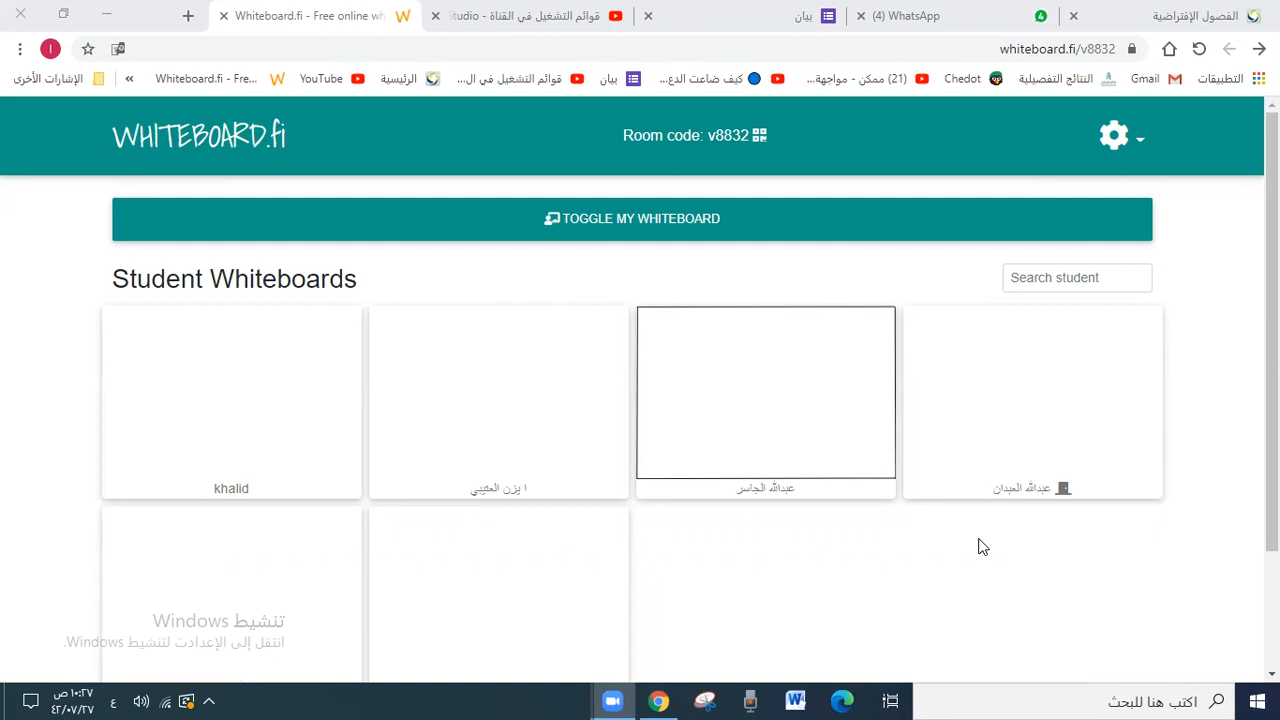 Whiteboard.fi - Free online wh
Studio - قوائم التشغيل في القناة
بيان
(4) WhatsApp
الفصول الإفتراضية
I
whiteboard.fi/v8832
الإشارات الأخرى
»
Whiteboard.fi - Fre...
YouTube
الرئيسية
قوائم التشغيل في ال...
بيان
كيف ضاعت الدع...
(21) ممكن - مواجهة...
Chedot
النتائج التفصيلية
Gmail
التطبيقات
WHITEBOARD.fi
Room code: v8832
TOGGLE MY WHITEBOARD
Student Whiteboards
Search student
khalid
ا يزن العتيبي
عبدالله الجاسر
عبدالله العبدان
تنشيط Windows
انتقل إلى الإعدادت لتنشيط Windows.
١٠:٢٧ ص
٤٢/٠٧/٢٧
ع
اكتب هنا للبحث